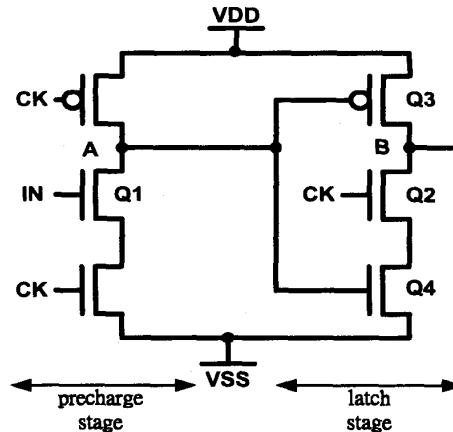 VDD
CK
Q3
A
B
IN
Q1
CK
Q2
CK
Q4
VSS
precharge
stage
latch
stage